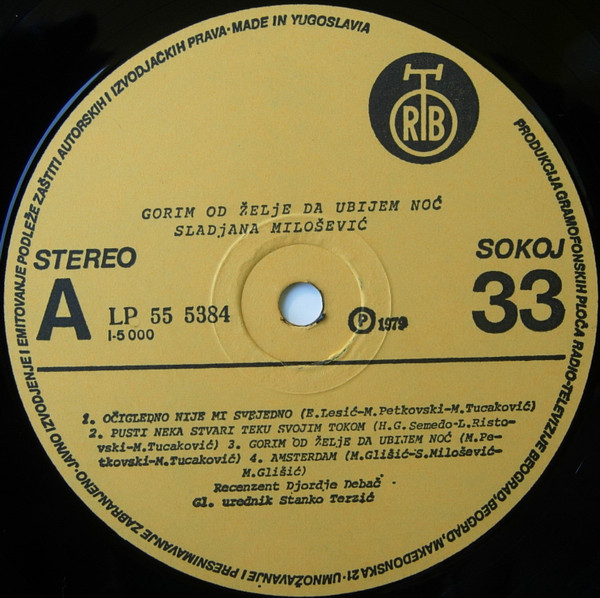 JAVNO IZVODJENJE I EMITOVANJE PODLEŽE ZAŠTITI AUTORSKIH I IZVODJAČKIH PRAVA·MADE IN YUGOSLAVIA
RTB
PRODUKCIJA GRAMOFONSKIH PLOČA RADIO-TELEVIZIJE BEOGRAD, BEOGRAD, MAKEDONSKA 21·UMNOŽAVANJE I PRESNIMAVANJE ZABRANJENO·
GORIM OD ŽELjE DA UBIJEM NOĆ
SLADjANA MILOŠEVIĆ
STEREO
SOKOJ
A
LP 55 5384
I-5 000
Ⓟ 1979
33
1. OČIGLEDNO NIJE MI SVEJEDNO (E.Lesić-M.Petkovski-M.Tucaković)
2. PUSTI NEKA STVARI TEKU SVOJIM TOKOM (H.G.Semedo-L.Risto-
vski-M.Tucaković) 3. GORIM OD ŽELjE DA UBIJEM NOĆ (M.Pe-
tkovski-M.Tucaković) 4. AMSTERDAM (M.Glišić-S.Milošević-
M.Glišić)
Recenzent Djordje Debač
Gl. urednik Stanko Terzić